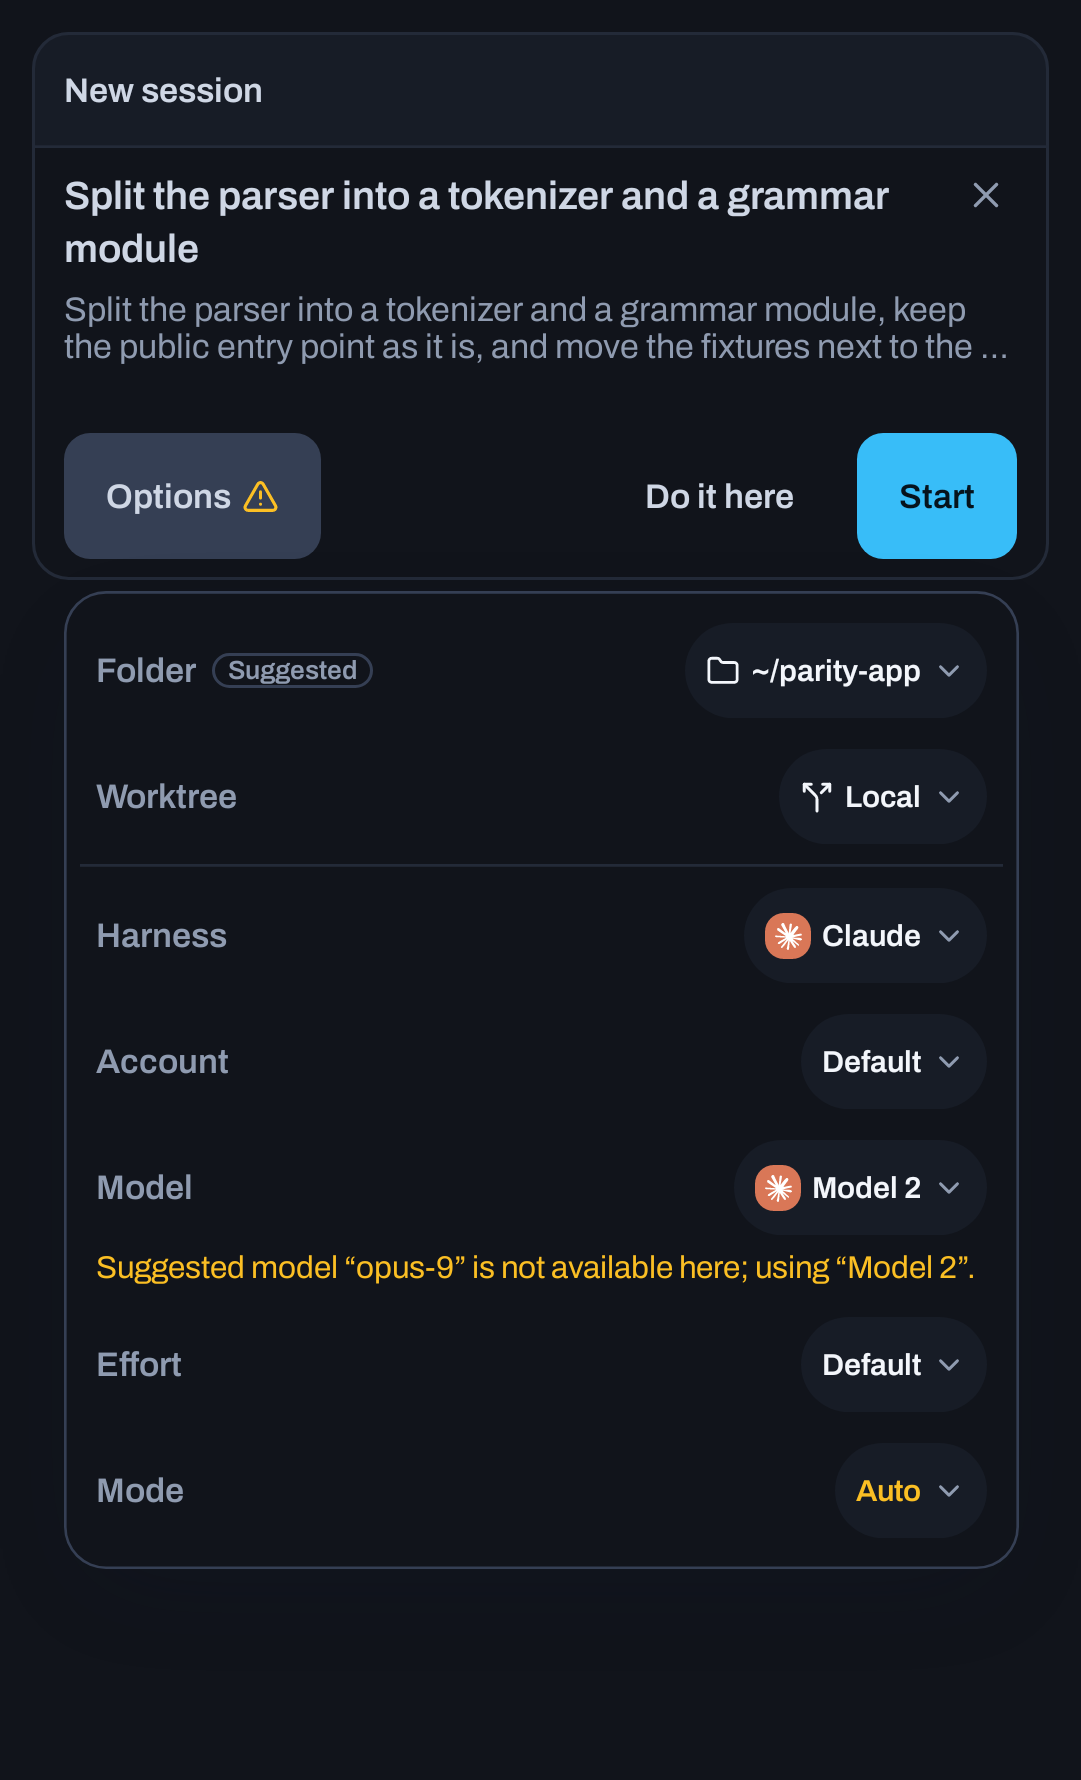 New session
Split the parser into a tokenizer and a grammar
module
Split the parser into a tokenizer and a grammar module, keep
the public entry point as it is, and move the fixtures next to the ...
Options
Do it here
Start
Folder
Suggested
~/parity-app
Worktree
Local
Harness
Claude
Account
Default
Model
Model 2
Suggested model “opus-9” is not available here; using “Model 2”.
Effort
Default
Mode
Auto